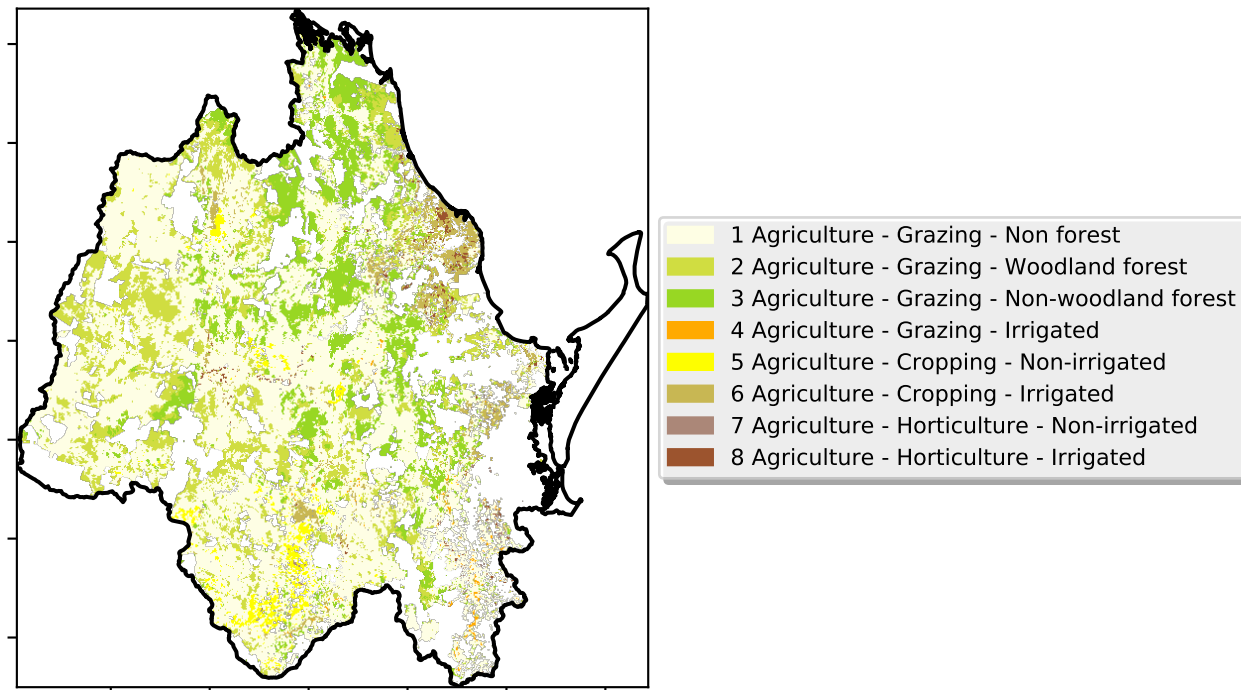 1 Agriculture - Grazing - Non forest
2 Agriculture - Grazing - Woodland forest
3 Agriculture - Grazing - Non-woodland forest
4 Agriculture - Grazing - Irrigated
5 Agriculture - Cropping - Non-irrigated
6 Agriculture - Cropping - Irrigated
7 Agriculture - Horticulture - Non-irrigated
8 Agriculture - Horticulture - Irrigated